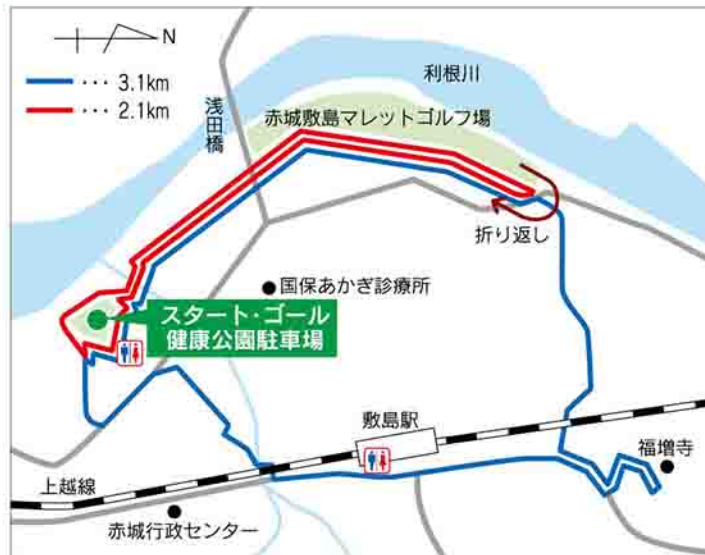 N
・・・3.1km
・・・2.1km
利根川
浅田橋
赤城敷島マレットゴルフ場
折り返し
国保あかぎ診療所
スタート・ゴール
健康公園駐車場
敷島駅
福増寺
上越線
赤城行政センター